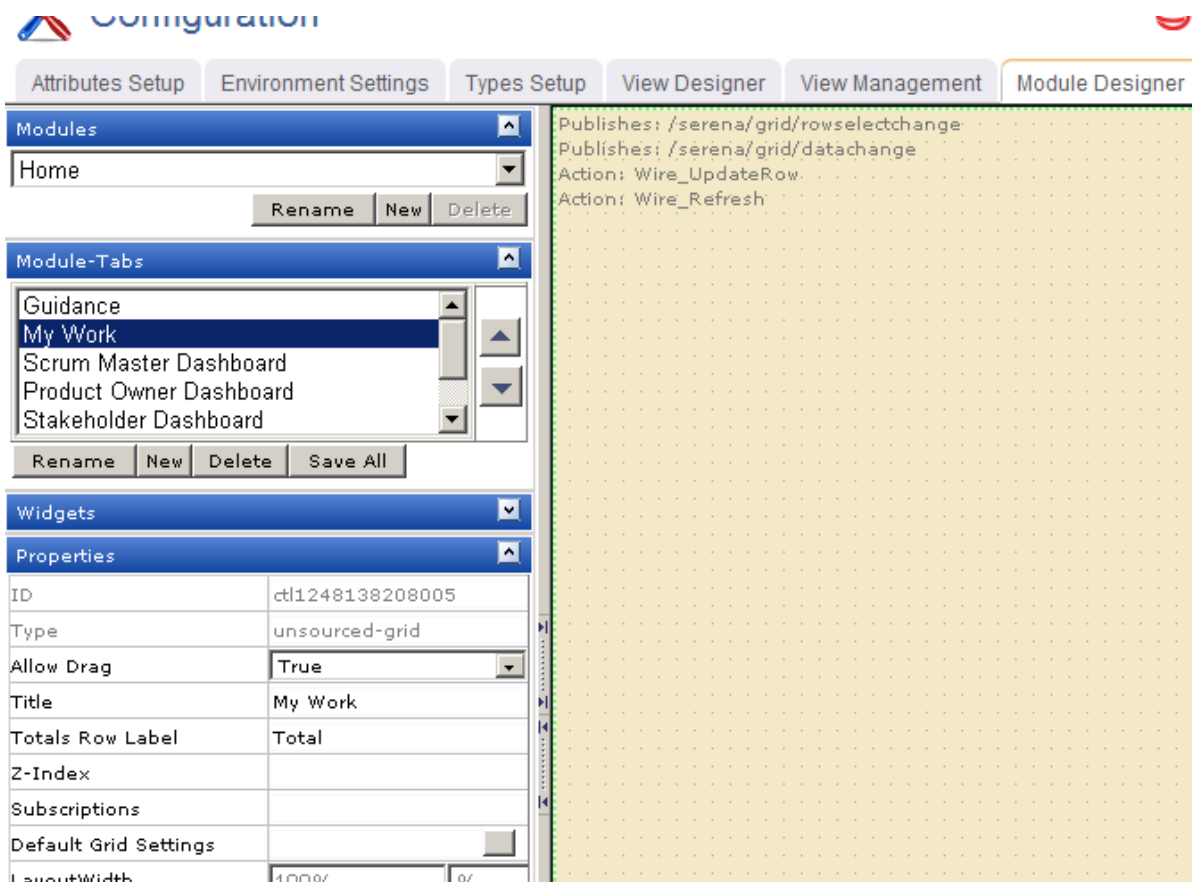 Configuration
Attributes Setup Environment Settings Types Setup View Designer View Management Module Designer
Modules
Home
Rename New Delete
Module-Tabs
Guidance
My Work
Scrum Master Dashboard
Product Owner Dashboard
Stakeholder Dashboard
Rename New Delete Save All
Widgets
Properties
ID ctl1248138208005
Type unsourced-grid
Allow Drag True
Title My Work
Totals Row Label Total
Z-Index
Subscriptions
Default Grid Settings
LayoutWidth 100% %
Publishes: /serena/grid/rowselectchange
Publishes: /serena/grid/datachange
Action: Wire_UpdateRow
Action: Wire_Refresh